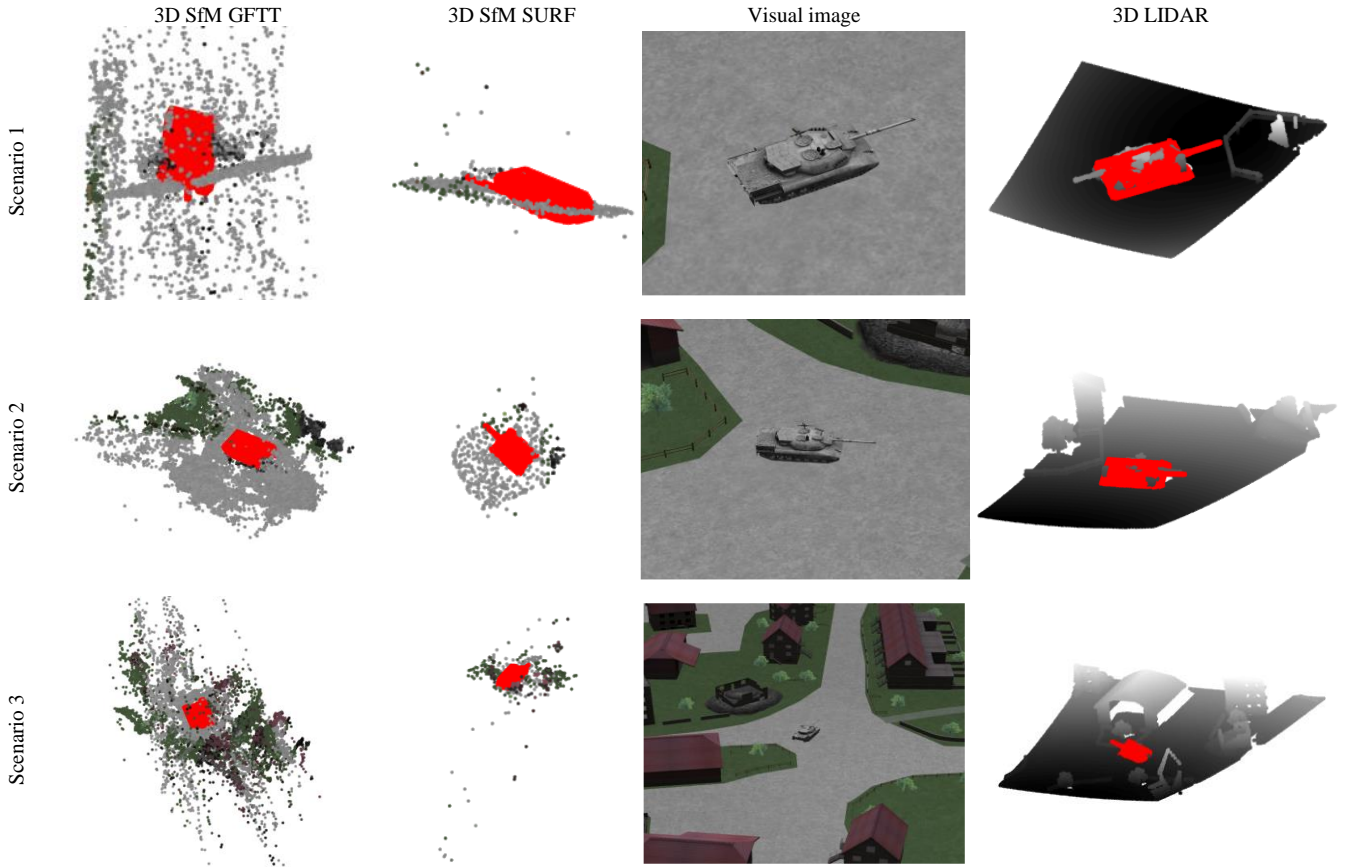 3D SfM GFTT
3D SfM SURF
Visual image
3D LIDAR
Scenario 1
Scenario 2
Scenario 3